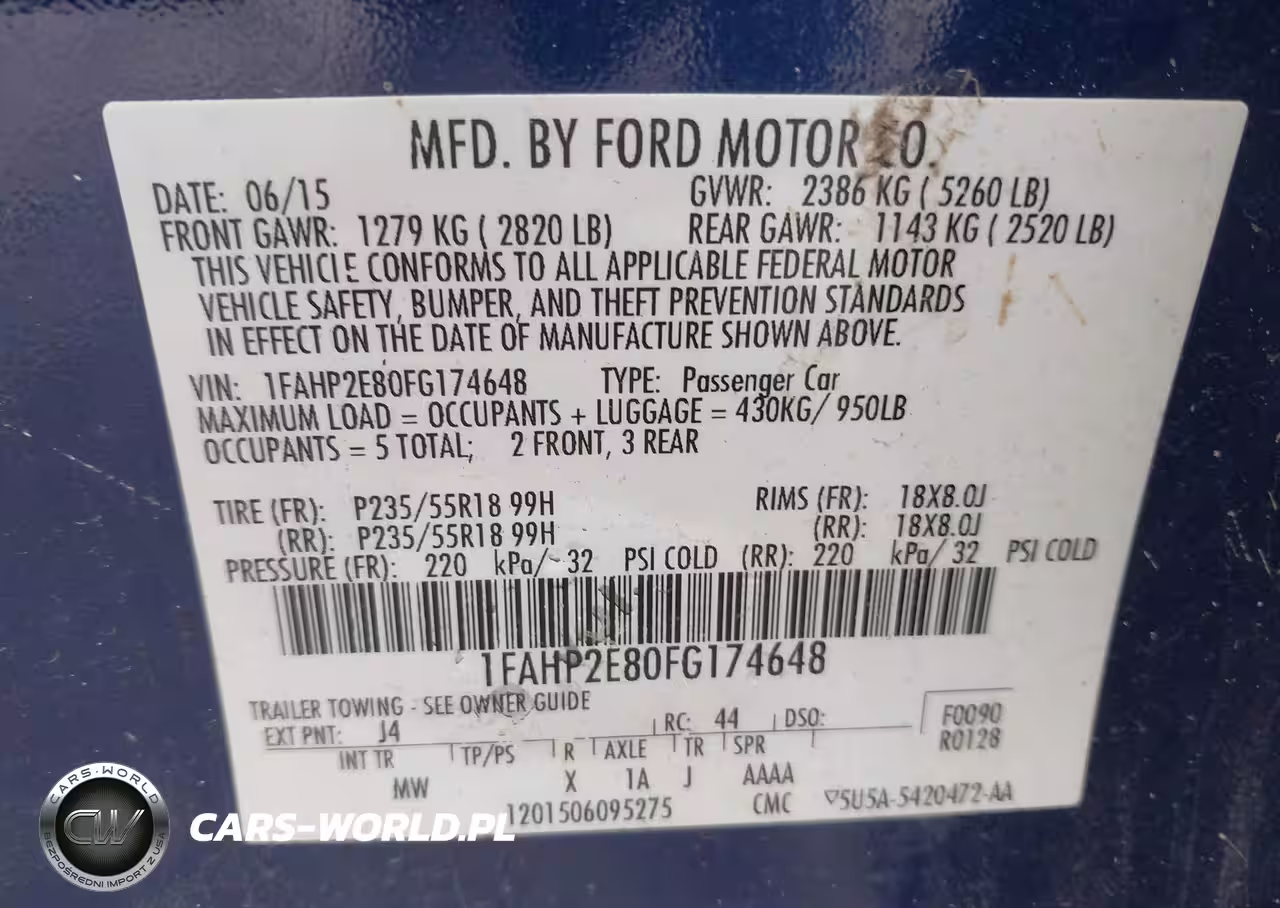 MFD. BY FORD MOTOR CO.
DATE: 06/15 GVWR: 2386 KG ( 5260 LB)
FRONT GAWR: 1279 KG ( 2820 LB) REAR GAWR: 1143 KG ( 2520 LB)
THIS VEHICLE CONFORMS TO ALL APPLICABLE FEDERAL MOTOR
VEHICLE SAFETY, BUMPER, AND THEFT PREVENTION STANDARDS
IN EFFECT ON THE DATE OF MANUFACTURE SHOWN ABOVE.
VIN: 1FAHP2E80FG174648 TYPE: Passenger Car
MAXIMUM LOAD = OCCUPANTS + LUGGAGE = 430KG/ 950LB
OCCUPANTS = 5 TOTAL; 2 FRONT, 3 REAR
TIRE (FR): P235/55R18 99H RIMS (FR): 18X8.0J
(RR): P235/55R18 99H (RR): 18X8.0J
PRESSURE (FR): 220 kPa/ 32 PSI COLD (RR): 220 kPa/ 32 PSI COLD
1FAHP2E80FG174648
TRAILER TOWING - SEE OWNER GUIDE
EXT PNT: J4 RC: 44 DSO: F0090
R0128
INT TR TP/PS R AXLE TR SPR
MW X 1A J AAAA
1201506095275 CMC ▽5U5A-5420472-AA
CARS-WORLD
CW
BEZPOŚREDNI IMPORT Z USA
CARS-WORLD.PL